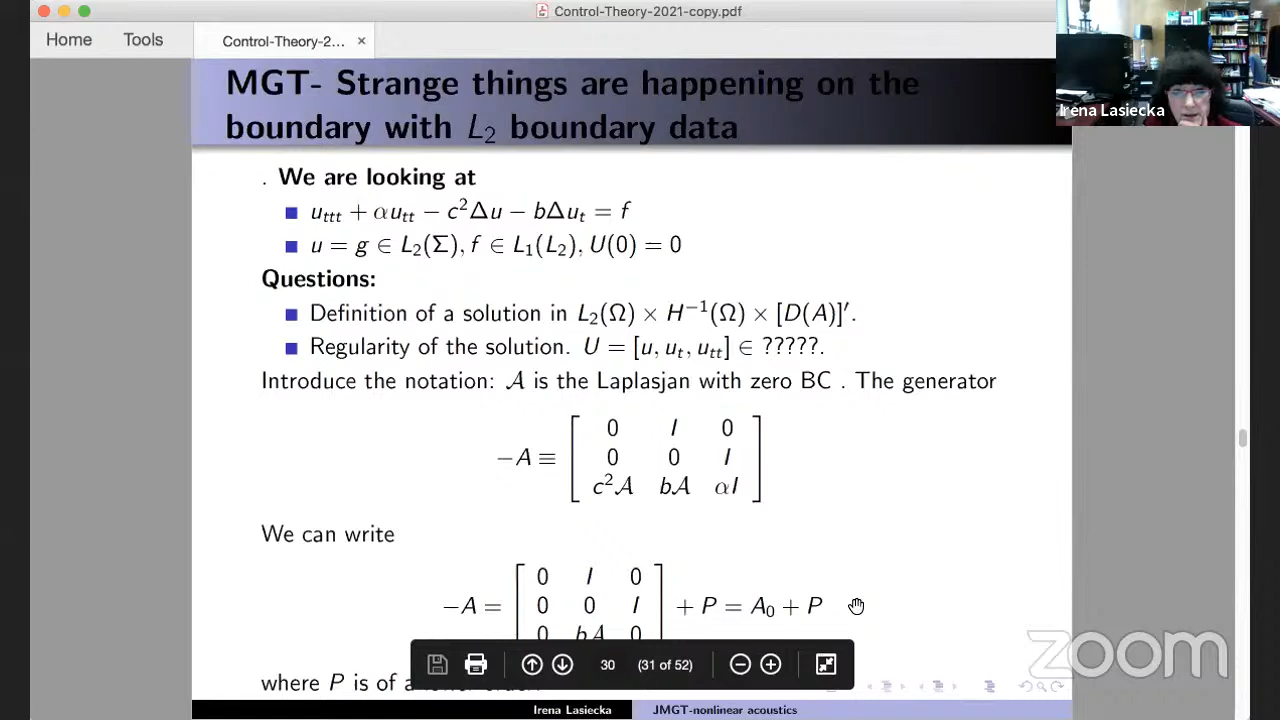 Control-Theory-2021-copy.pdf
Home
Tools
Control-Theory-2... ×
MGT- Strange things are happening on the
boundary with L₂ boundary data
Irena Lasiecka
. We are looking at
■ uₜₜₜ + αuₜₜ − c²Δu − bΔuₜ = f
■ u = g ∈ L₂(Σ), f ∈ L₁(L₂), U(0) = 0
Questions:
■ Definition of a solution in L₂(Ω) × H⁻¹(Ω) × [D(A)]′.
■ Regularity of the solution. U = [u, uₜ, uₜₜ] ∈ ?????.
Introduce the notation: 𝒜 is the Laplasjan with zero BC . The generator
0 I 0
−A ≡ 0 0 I
c²𝒜 b𝒜 αI
We can write
0 I 0
−A = 0 0 I + P = A₀ + P
0 b𝒜 0
30 (31 of 52)
zoom
where P is of a lower order.
Irena Lasiecka
JMGT-nonlinear acoustics